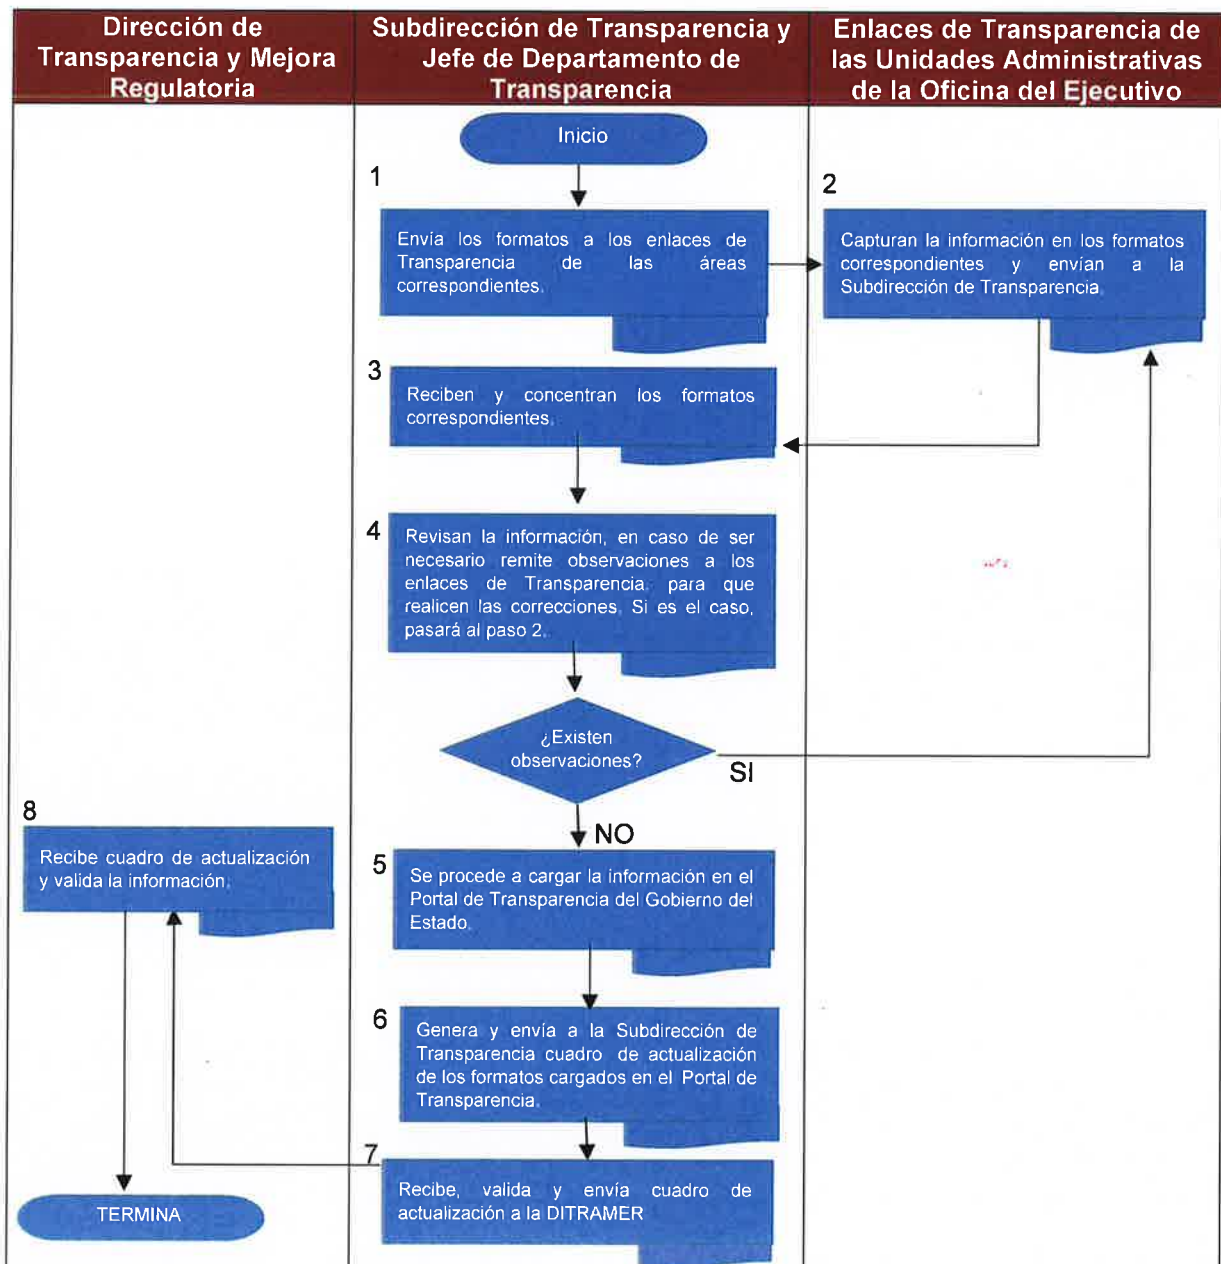 Dirección de
Transparencia y Mejora
Regulatoria
Subdirección de Transparencia y
Jefe de Departamento de
Transparencia
Enlaces de Transparencia de
las Unidades Administrativas
de la Oficina del Ejecutivo
Inicio
1
Envía los formatos a los enlaces de
Transparencia de las áreas
correspondientes.
2
Capturan la información en los formatos
correspondientes y envían a la
Subdirección de Transparencia.
3
Reciben y concentran los formatos
correspondientes.
4
Revisan la información, en caso de ser
necesario remite observaciones a los
enlaces de Transparencia, para que
realicen las correcciones. Si es el caso,
pasará al paso 2.
¿Existen
observaciones?
SI
NO
5
Se procede a cargar la información en el
Portal de Transparencia del Gobierno del
Estado.
6
Genera y envía a la Subdirección de
Transparencia cuadro de actualización
de los formatos cargados en el Portal de
Transparencia.
7
Recibe, valida y envía cuadro de
actualización a la DITRAMER
8
Recibe cuadro de actualización
y valida la información.
TERMINA